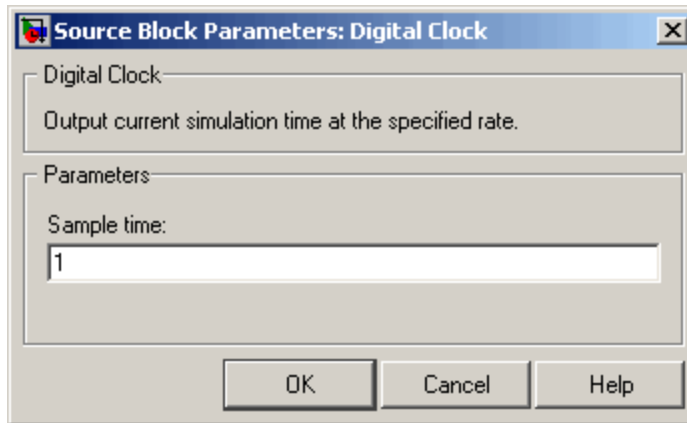 Source Block Parameters: Digital Clock
Digital Clock
Output current simulation time at the specified rate.
Parameters
Sample time:
1
OK Cancel Help